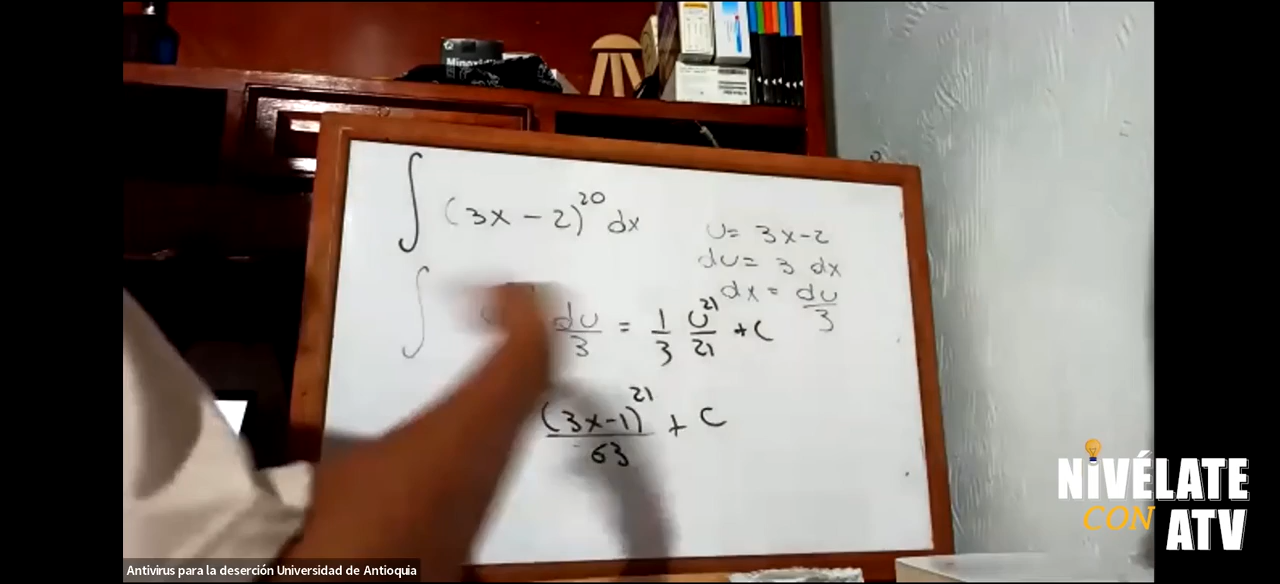 Minoxidil
∫ (3x-2)^20 dx
u= 3x-2
du= 3 dx
dx = du/3
∫ du/3 = 1/3 u^21/21 + C
(3x-1)^21/63 + C
NIVÉLATE
CON
ATV
Antivirus para la deserción Universidad de Antioquia